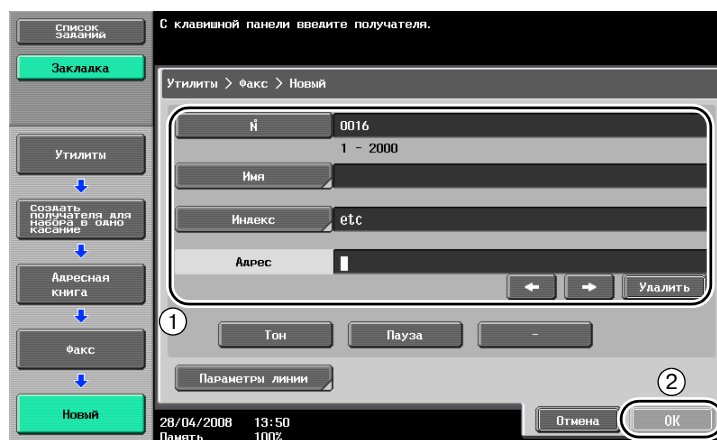 Список
заданий
С клавишной панели введите получателя.
Закладка
Утилиты > Факс > Новый
N̊
0016
1 - 2000
Утилиты
Имя
Создать
получателя для
набора в одно
касание
Индекс
etc
Адрес
Адресная
книга
Удалить
1
Тон
Пауза
-
Факс
Параметры линии
2
Новый
28/04/2008 13:50
Память 100%
Отмена
OK